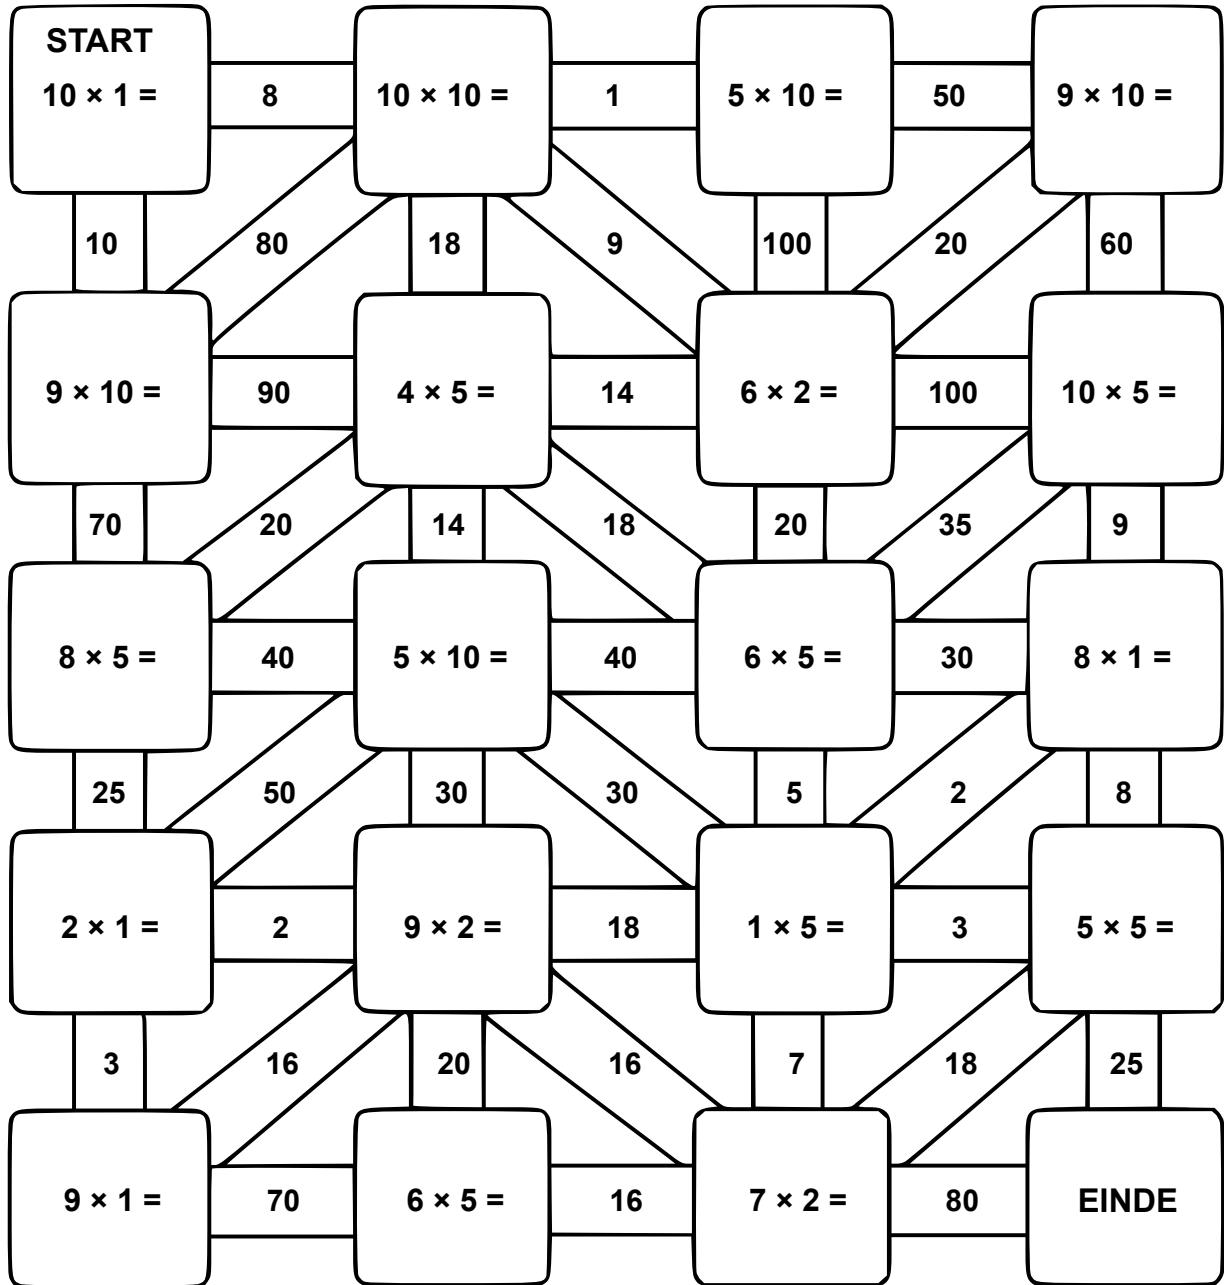 START
10 × 1 =
8
10 × 10 =
1
5 × 10 =
50
9 × 10 =
10
80
18
9
100
20
60
9 × 10 =
90
4 × 5 =
14
6 × 2 =
100
10 × 5 =
70
20
14
18
20
35
9
8 × 5 =
40
5 × 10 =
40
6 × 5 =
30
8 × 1 =
25
50
30
30
5
2
8
2 × 1 =
2
9 × 2 =
18
1 × 5 =
3
5 × 5 =
3
16
20
16
7
18
25
9 × 1 =
70
6 × 5 =
16
7 × 2 =
80
EINDE